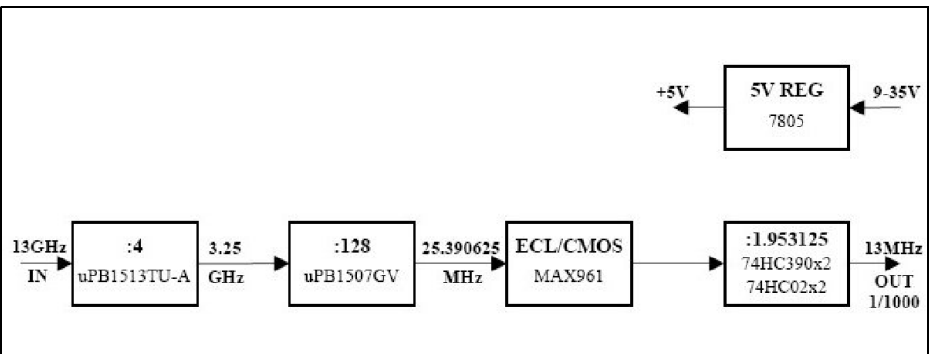 +5V
5V REG
7805
9-35V
13GHz
IN
:4
uPB1513TU-A
3.25
GHz
:128
uPB1507GV
25.390625
MHz
ECL/CMOS
MAX961
:1.953125
74HC390x2
74HC02x2
13MHz
OUT
1/1000